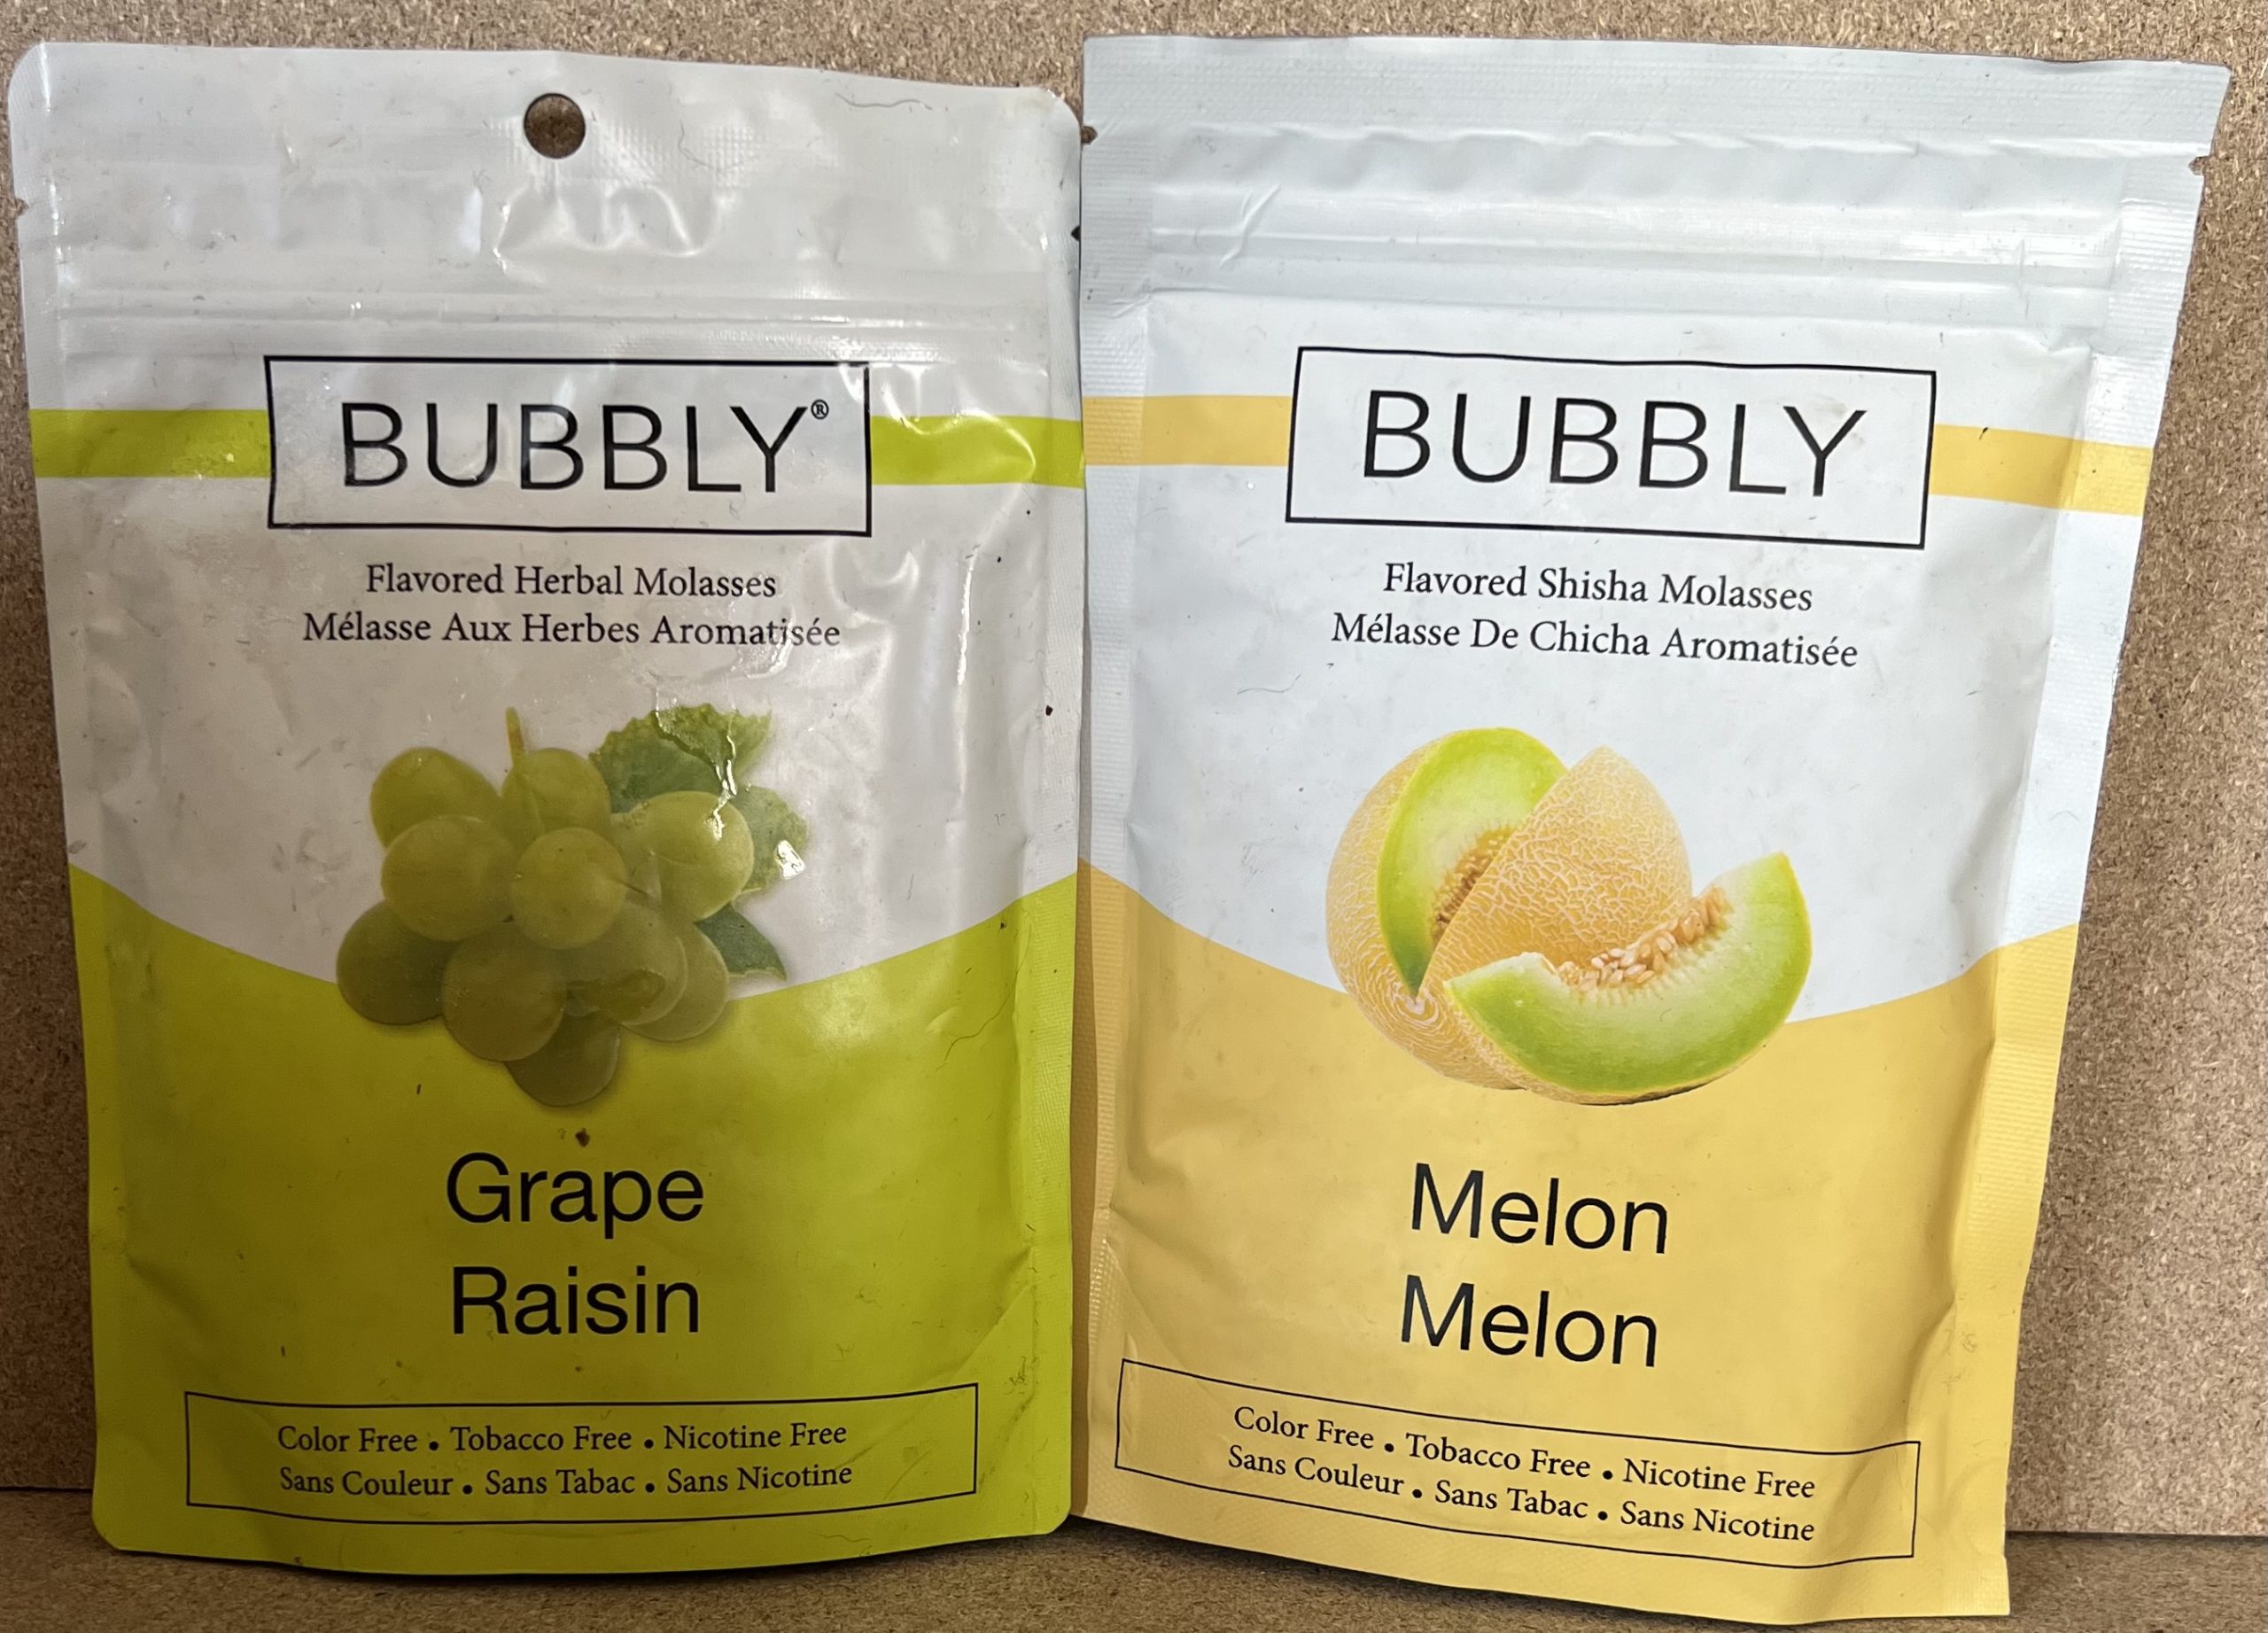 BUBBLY®
Flavored Herbal Molasses
Mélasse Aux Herbes Aromatisée
Grape
Raisin
Color Free • Tobacco Free • Nicotine Free
Sans Couleur • Sans Tabac • Sans Nicotine
BUBBLY
Flavored Shisha Molasses
Mélasse De Chicha Aromatisée
Melon
Melon
Color Free • Tobacco Free • Nicotine Free
Sans Couleur • Sans Tabac • Sans Nicotine